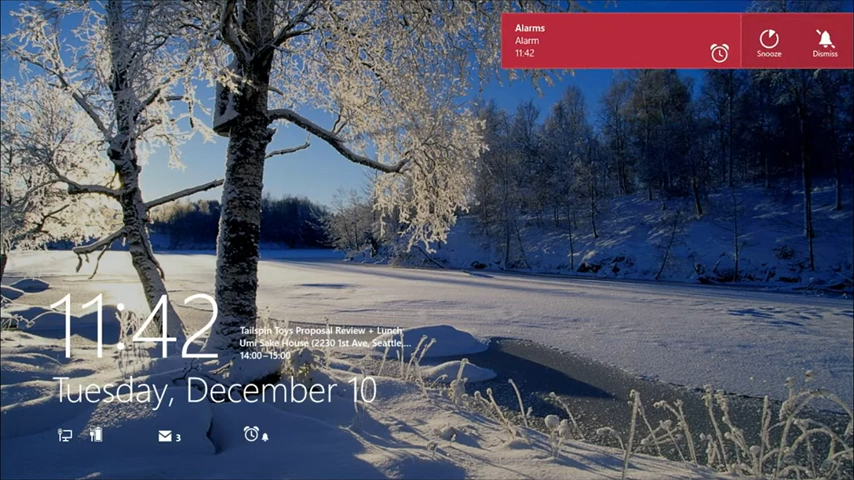 Alarms
Alarm
11:42
Snooze
Dismiss
11:42
Tailspin Toys Proposal Review + Lunch
Umi Sake House (2230 1st Ave, Seattle,...
14:00–15:00
Tuesday, December 10
3